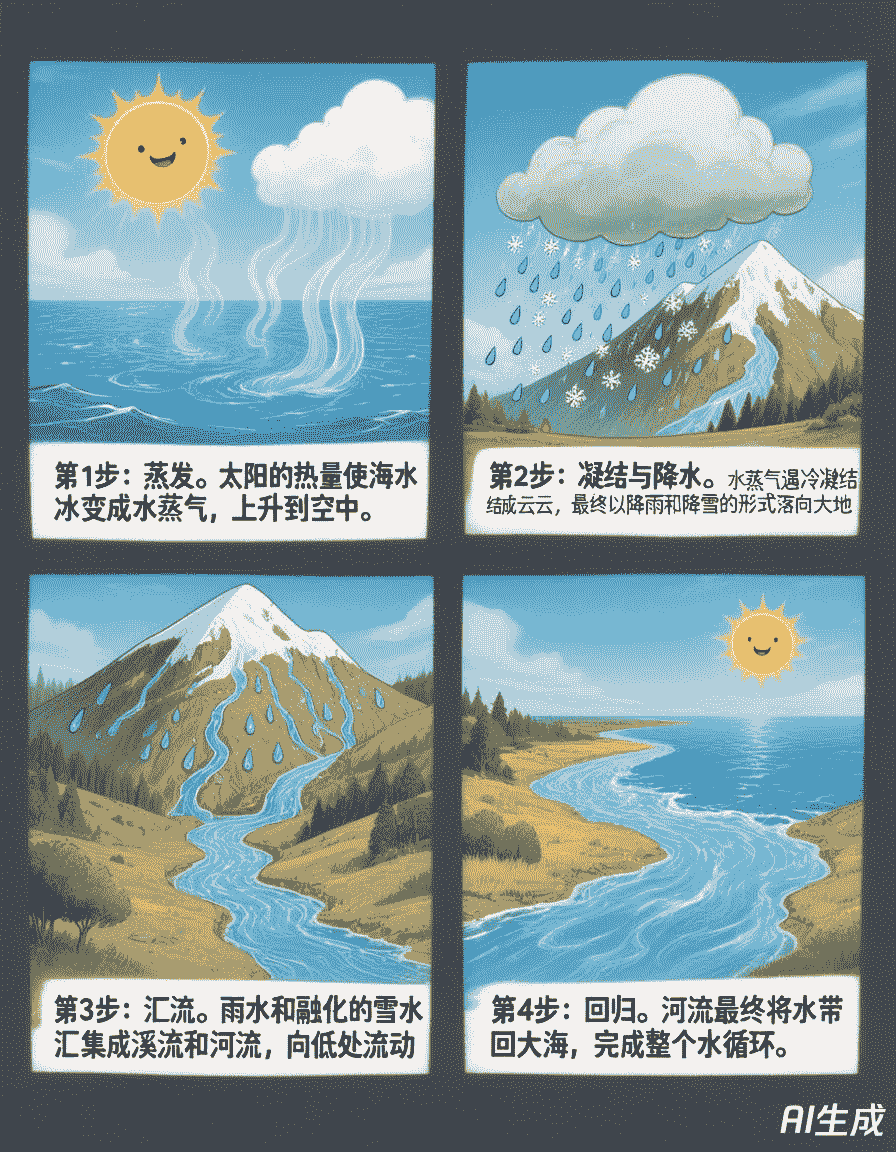 第1步：蒸发。太阳的热量使海水
冰变成水蒸气，上升到空中。
第2步：凝结与降水。水蒸气遇冷凝结
结成云云，最终以降雨和降雪的形式落向大地
第3步：汇流。雨水和融化的雪水
汇集成溪流和河流，向低处流动
第4步：回归。河流最终将水带
回大海，完成整个水循环。
AI生成